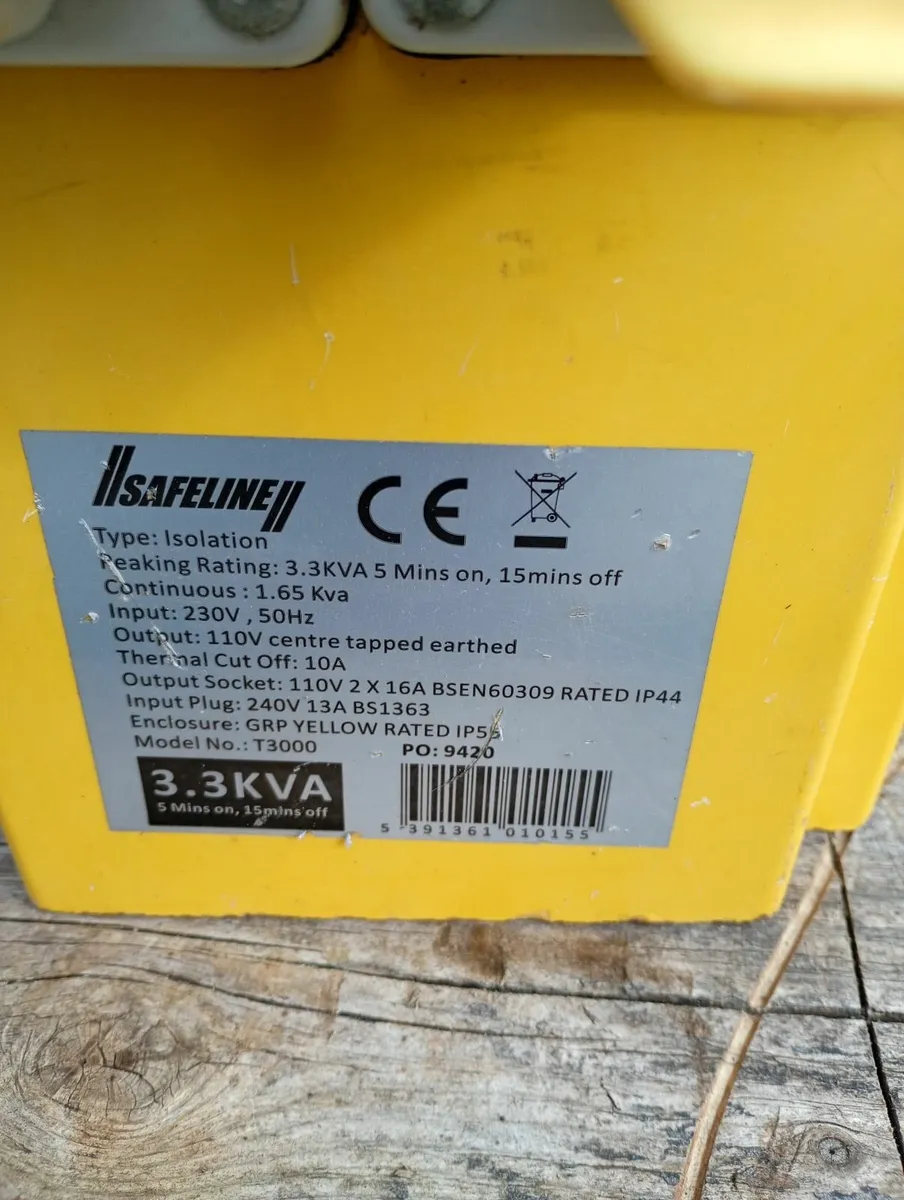 SAFELINE
CE
Type: Isolation
Peaking Rating: 3.3KVA 5 Mins on, 15mins off
Continuous : 1.65 Kva
Input: 230V , 50Hz
Output: 110V centre tapped earthed
Thermal Cut Off: 10A
Output Socket: 110V 2 X 16A BSEN60309 RATED IP44
Input Plug: 240V 13A BS1363
Enclosure: GRP YELLOW RATED
Model No.: T3000
PO: 9420
3.3KVA
5 Mins on, 15mins off
5 391361 010155